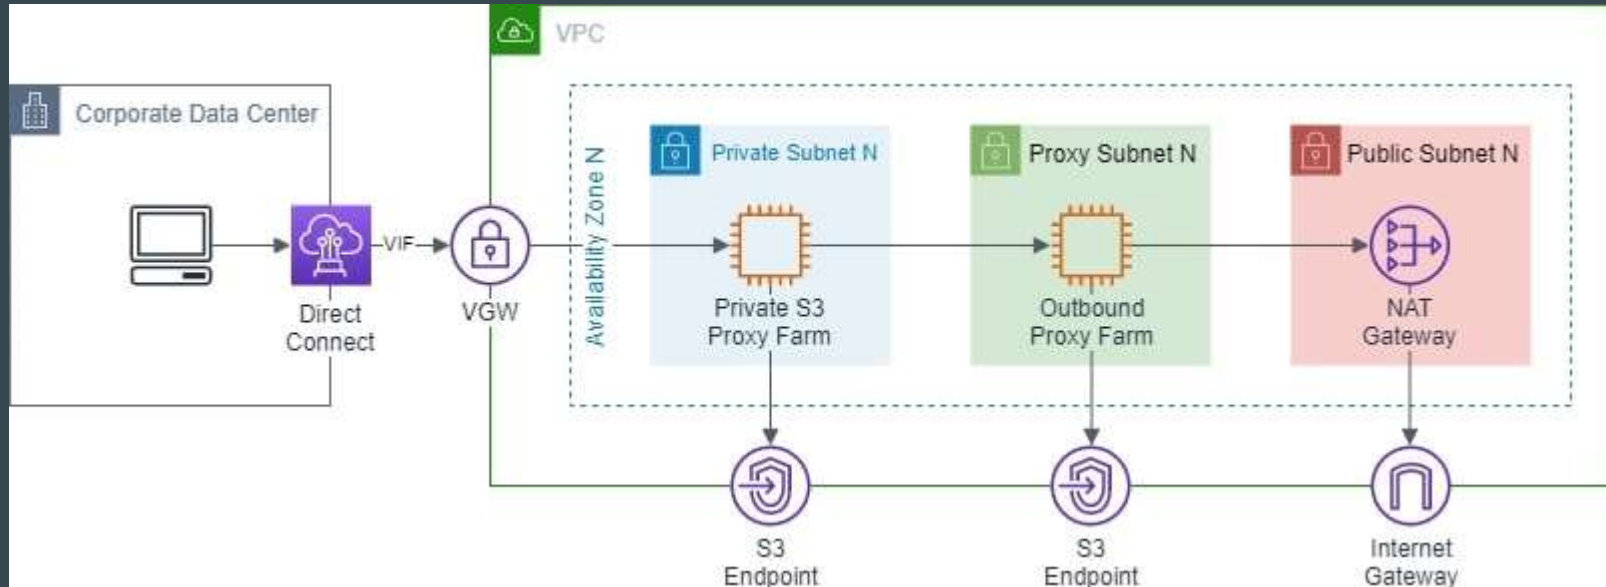 VPC
Corporate Data Center
Private Subnet N
Proxy Subnet N
Public Subnet N
Availability Zone N
VIF
Direct
Connect
VGW
Private S3
Proxy Farm
Outbound
Proxy Farm
NAT
Gateway
S3
Endpoint
S3
Endpoint
Internet
Gateway